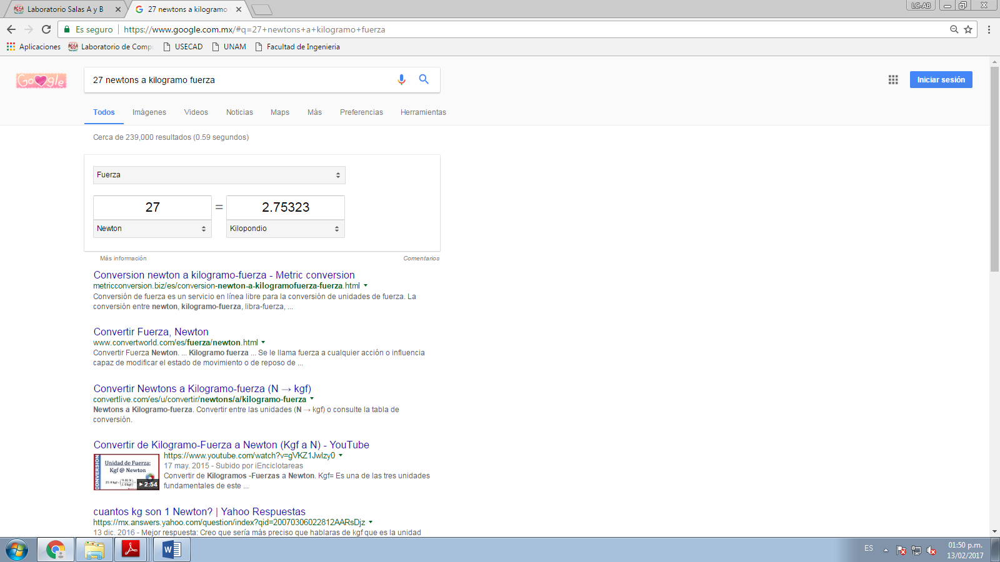 Laboratorio Salas A y B
27 newtons a kilogramo
LC-AB
Es seguro
https://www.google.com.mx/#q=27+newtons+a+kilogramo+fuerza
Aplicaciones
Laboratorio de Comp
USECAD
UNAM
Facultad de Ingenieria
Google
27 newtons a kilogramo fuerza
Iniciar sesión
Todos
Imágenes
Videos
Noticias
Maps
Más
Preferencias
Herramientas
Cerca de 239,000 resultados (0.59 segundos)
Fuerza
27 = 2.75323
Newton
Kilopondio
Más información
Comentarios
Conversion newton a kilogramo-fuerza - Metric conversion
metricconversion.biz/es/conversion-newton-a-kilogramofuerza-fuerza.html
Conversión de fuerza es un servicio en línea libre para la conversión de unidades de fuerza. La
conversión entre newton, kilogramo-fuerza, libra-fuerza, ...
Convertir Fuerza, Newton
www.convertworld.com/es/fuerza/newton.html
Convertir Fuerza Newton. ... Kilogramo fuerza ... Se le llama fuerza a cualquier acción o influencia
capaz de modificar el estado de movimiento o de reposo de ...
Convertir Newtons a Kilogramo-fuerza (N → kgf)
convertlive.com/es/u/convertir/newtons/a/kilogramo-fuerza
Newtons a Kilogramo-fuerza. Convertir entre las unidades (N → kgf) o consulte la tabla de
conversión.
Convertir de Kilogramo-Fuerza a Newton (Kgf a N) - YouTube
CONVERSION
Unidad de Fuerza:
Kgf @ Newton
2:54
https://www.youtube.com/watch?v=gVKZ1Jwlzy0
17 may. 2015 - Subido por iEnciclotareas
Convertir de Kilogramos -Fuerzas a Newton. Kgf= Es una de las tres unidades
fundamentales de este ...
cuantos kg son 1 Newton? | Yahoo Respuestas
https://mx.answers.yahoo.com/question/index?qid=20070306022812AARsDjz
13 dic. 2016 - Mejor respuesta: Creo que sería más preciso que hablaras de kgf que es la unidad
ES
01:50 p.m.
13/02/2017